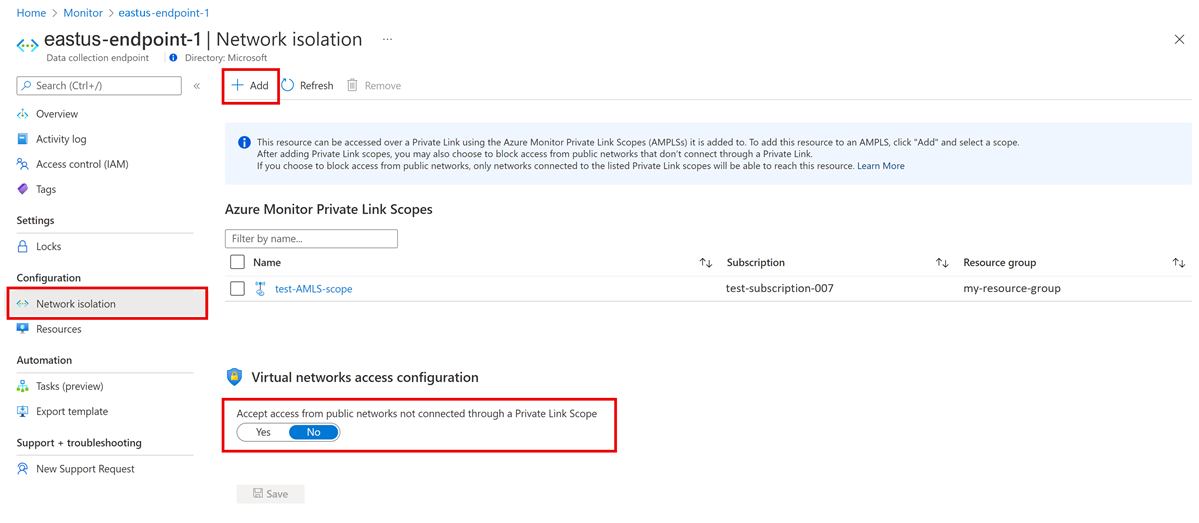 Home > Monitor > eastus-endpoint-1
eastus-endpoint-1 | Network isolation ...
Data collection endpoint Directory: Microsoft
Search (Ctrl+/) «
Overview
Activity log
Access control (IAM)
Tags
Settings
Locks
Configuration
Network isolation
Resources
Automation
Tasks (preview)
Export template
Support + troubleshooting
New Support Request
+ Add Refresh Remove
This resource can be accessed over a Private Link using the Azure Monitor Private Link Scopes (AMPLSs) it is added to. To add this resource to an AMPLS, click "Add" and select a scope.
After adding Private Link scopes, you may also choose to block access from public networks that don't connect through a Private Link.
If you choose to block access from public networks, only networks connected to the listed Private Link scopes will be able to reach this resource. Learn More
Azure Monitor Private Link Scopes
Filter by name...
Name Subscription Resource group
test-AMLS-scope test-subscription-007 my-resource-group
Virtual networks access configuration
Accept access from public networks not connected through a Private Link Scope
Yes No
Save